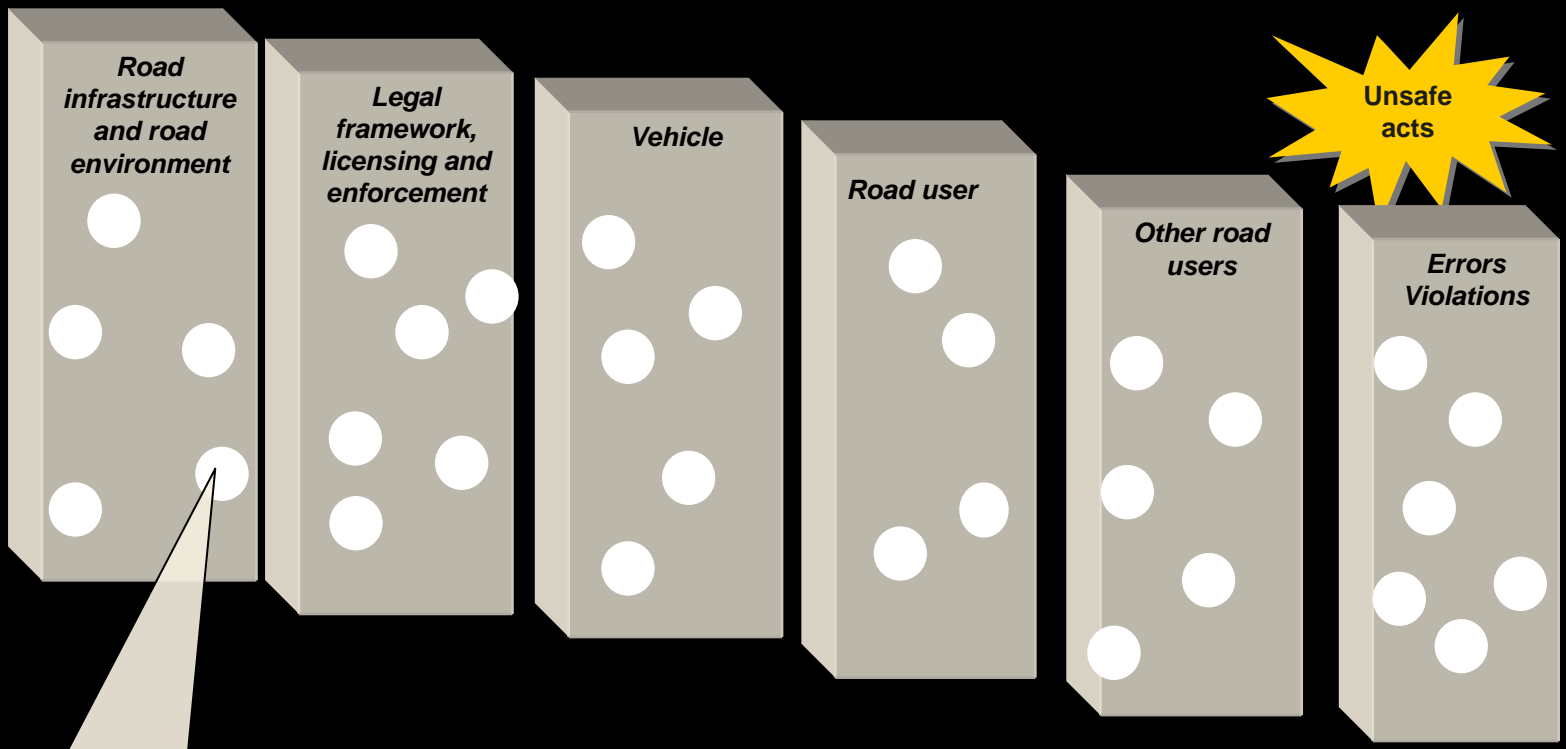 Road
infrastructure
and road
environment
Legal
framework,
licensing and
enforcement
Vehicle
Road user
Other road
users
Unsafe
acts
Errors
Violations